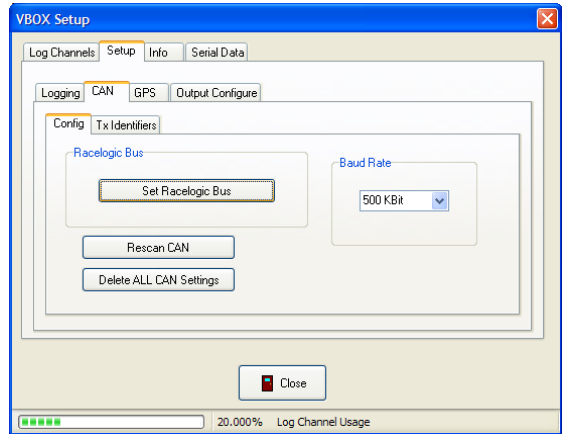 VBOX Setup
Log Channels Setup Info Serial Data
Logging CAN GPS Output Configure
Config Tx Identifiers
Racelogic Bus
Set Racelogic Bus
Baud Rate
500 KBit
Rescan CAN
Delete ALL CAN Settings
Close
20.000% Log Channel Usage